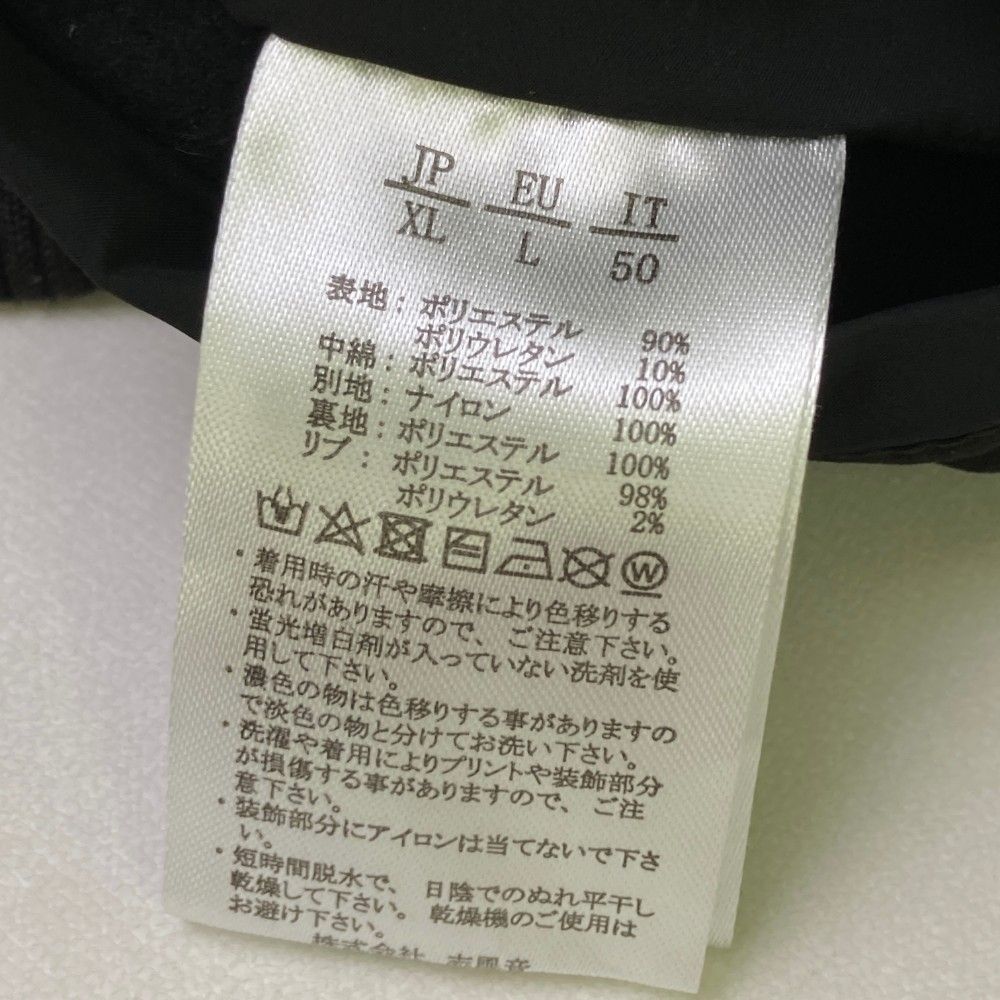 JP EU IT
XL L 50
表地: ポリエステル 90%
ポリウレタン 10%
中綿: ポリエステル 100%
別地: ナイロン 100%
裏地: ポリエステル 100%
リブ: ポリエステル 98%
ポリウレタン 2%
W
・着用時の汗や摩擦により色移りする
恐れがありますので、ご注意下さい。
・蛍光増白剤が入っていない洗剤を使
用して下さい。
・濃色の物は色移りする事がありますの
で淡色の物と分けてお洗い下さい。
・洗濯や着用によりプリントや装飾部分
が損傷する事がありますので、ご注
意下さい。
・装飾部分にアイロンは当てないで下さ
い。
・短時間脱水で、日陰でのぬれ平干し
乾燥して下さい。乾燥機のご使用は
お避け下さい。
株式会社